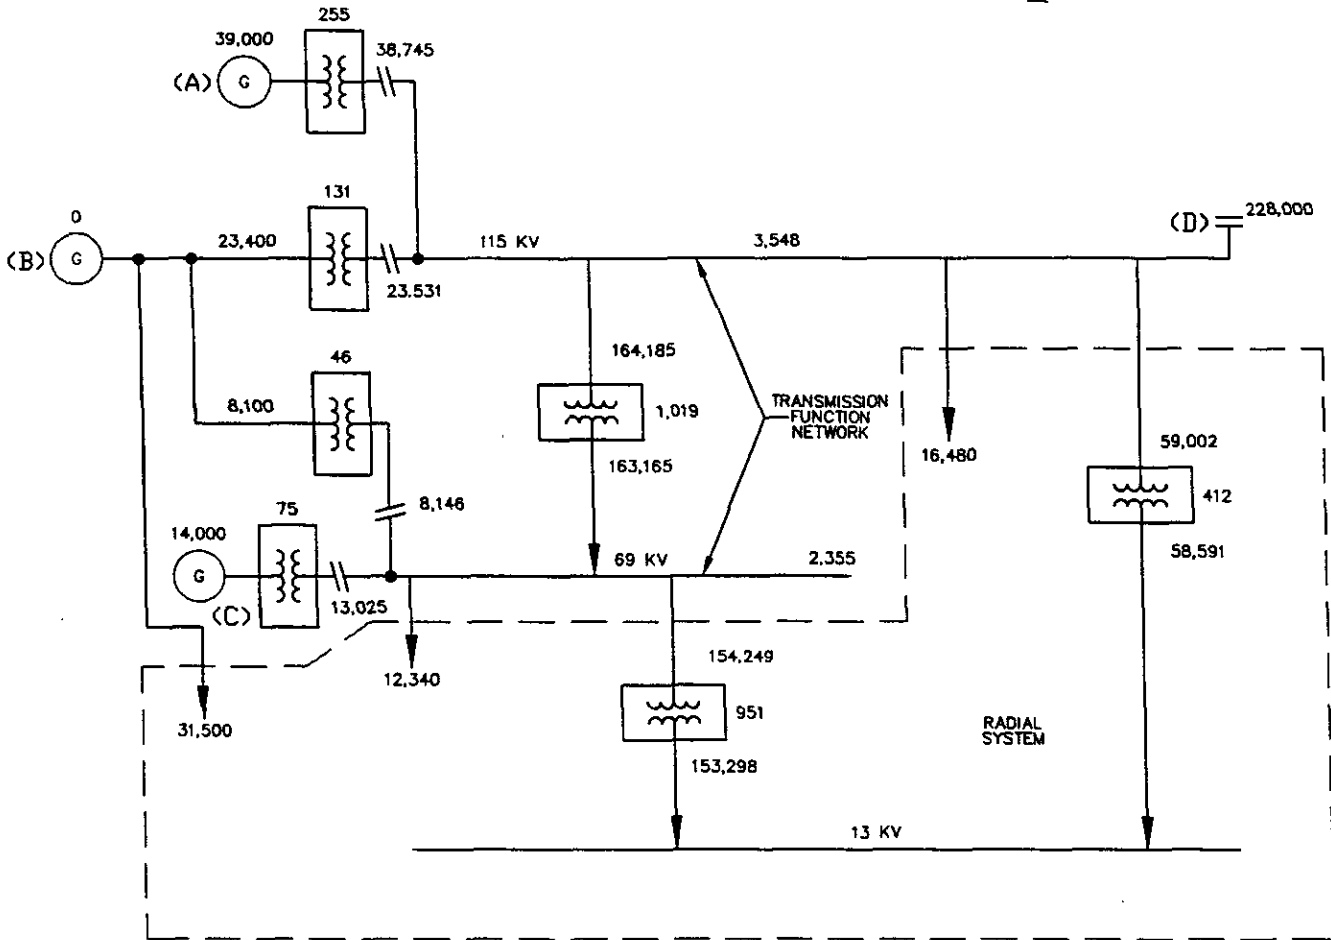 255
39,000
38,745
(A)
G
131
0
(B)
G
23,400
23.531
115 KV
3,548
(D)
228,000
46
8,100
8,146
164,185
1,019
163,165
TRANSMISSION
FUNCTION
NETWORK
16,480
59,002
412
58,591
75
14,000
G
(C)
13,025
69 KV
2,355
12,340
31,500
154,249
951
153,298
RADIAL
SYSTEM
13 KV